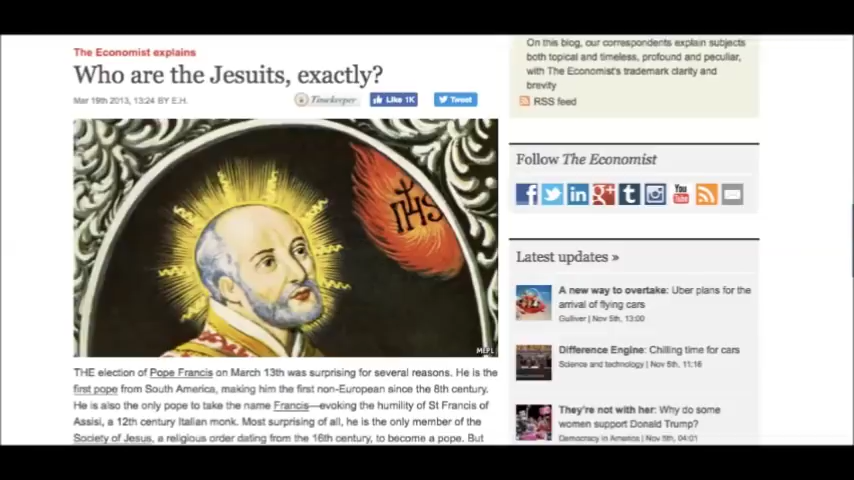 The Economist explains
Who are the Jesuits, exactly?
Mar 19th 2013, 13:24 BY E.H.
Timekeeper
Like 1K
Tweet
IHS
MEPL
THE election of Pope Francis on March 13th was surprising for several reasons. He is the
first pope from South America, making him the first non-European since the 8th century.
He is also the only pope to take the name Francis—evoking the humility of St Francis of
Assisi, a 12th century Italian monk. Most surprising of all, he is the only member of the
Society of Jesus, a religious order dating from the 16th century, to become a pope. But
On this blog, our correspondents explain subjects
both topical and timeless, profound and peculiar,
with The Economist's trademark clarity and
brevity
RSS feed
Follow The Economist
You
Tube
Latest updates »
A new way to overtake: Uber plans for the
arrival of flying cars
Gulliver | Nov 5th, 13:00
Difference Engine: Chilling time for cars
Science and technology | Nov 5th, 11:16
They're not with her: Why do some
women support Donald Trump?
Democracy in America | Nov 5th, 04:01